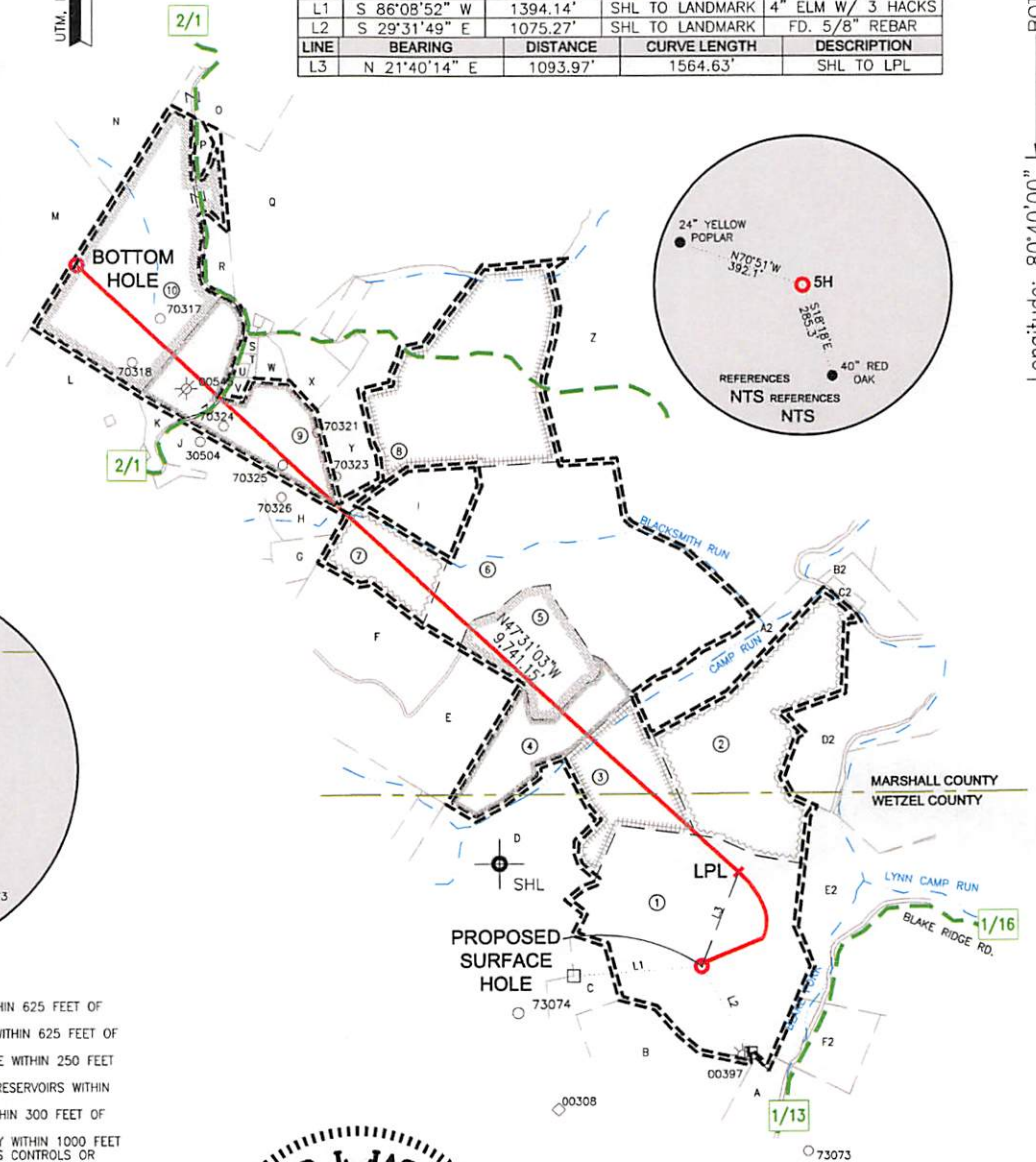 UTM,
2/1
L1 S 86°08'52" W 1394.14' SHL TO LANDMARK 4" ELM W/ 3 HACKS
L2 S 29°31'49" E 1075.27' SHL TO LANDMARK FD. 5/8" REBAR
LINE BEARING DISTANCE CURVE LENGTH DESCRIPTION
L3 N 21°40'14" E 1093.97' 1564.63' SHL TO LPL
Longitude: 80°40'00"
N
O
P
Q
M
R
BOTTOM
HOLE
10
70317
24" YELLOW
POPLAR
N70°51'W
392.1'
5H
S18°18'E
285.3'
40" RED
OAK
REFERENCES
NTS REFERENCES
NTS
Z
S
T
U
V
W
X
L
70318
K
J
70324
30504
9
70321
Y
70323
8
2/1
70325
70326
H
G
I
7
6
BLACKSMITH RUN
F
5
N47°31'03"W
9,741.15'
A2
CAMP RUN
B2
C2
E
4
2
3
D2
MARSHALL COUNTY
WETZEL COUNTY
D
SHL
LPL
1
E2
LYNN CAMP RUN
BLAKE RIDGE RD.
1/16
L3
PROPOSED
SURFACE
HOLE
L1
C
L2
73074
B
F2
00397
A
00308
1/13
73073
HIN 625 FEET OF
WITHIN 625 FEET OF
E WITHIN 250 FEET
RESERVOIRS WITHIN
HIN 300 FEET OF
Y WITHIN 1000 FEET
S CONTROLS OR